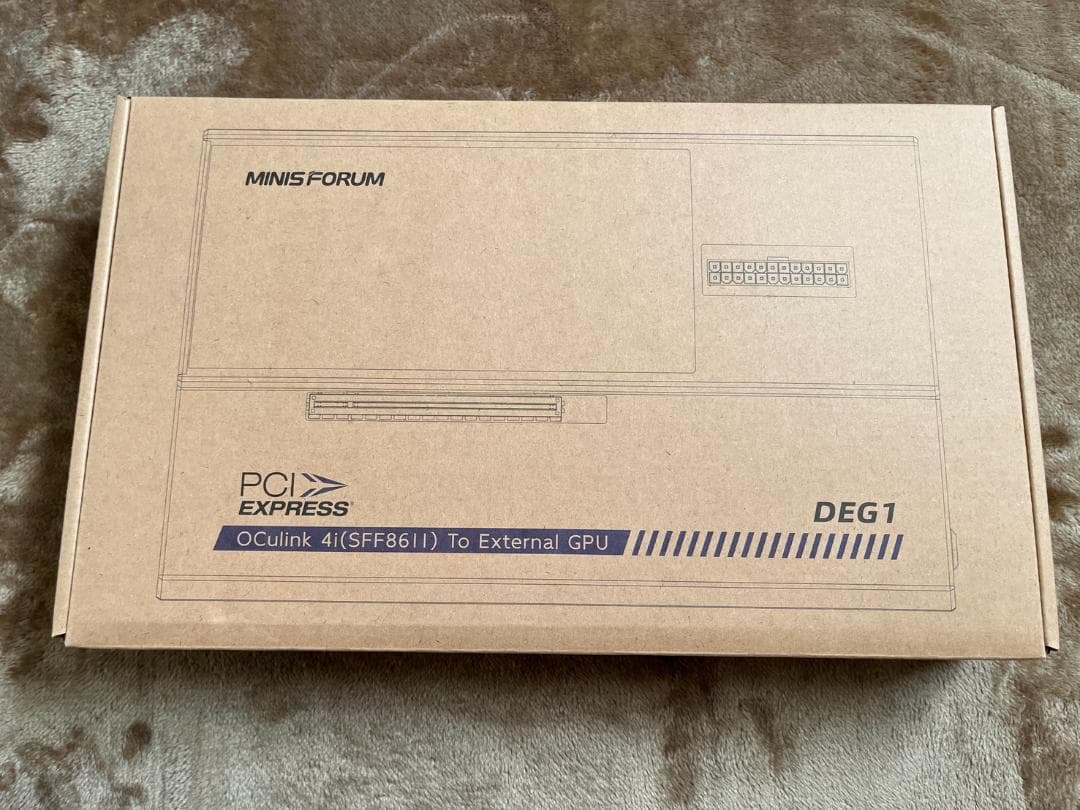 MINISFORUM
PCI
EXPRESS®
DEG1
OCulink 4i(SFF8611) To External GPU